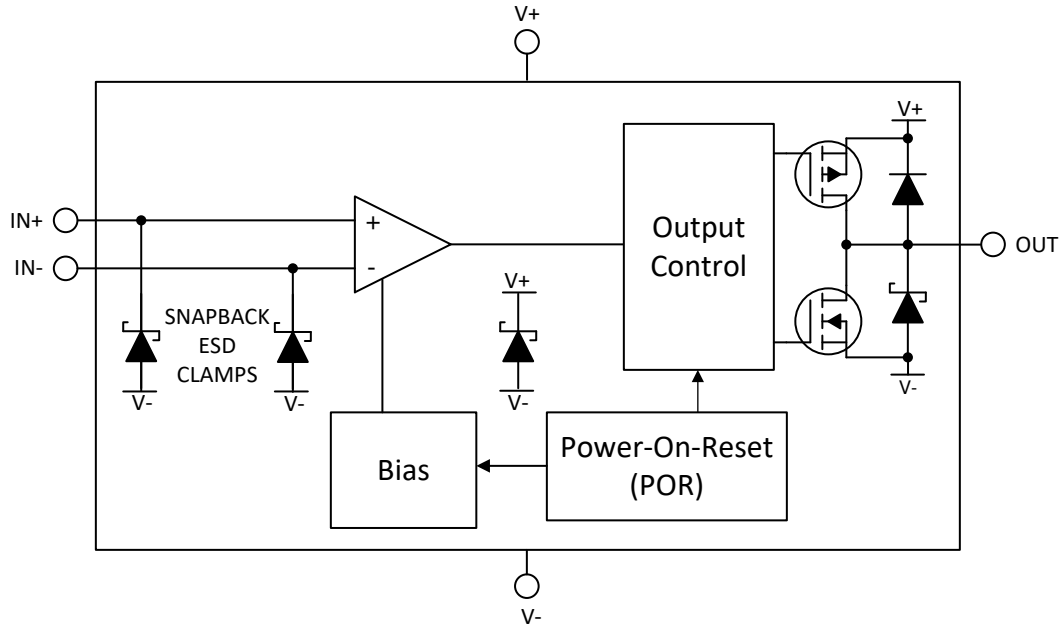 V+
V+
IN+
+
Output
Control
OUT
IN-
-
V+
SNAPBACK
ESD
CLAMPS
V-
V-
V-
V-
Bias
Power-On-Reset
(POR)
V-